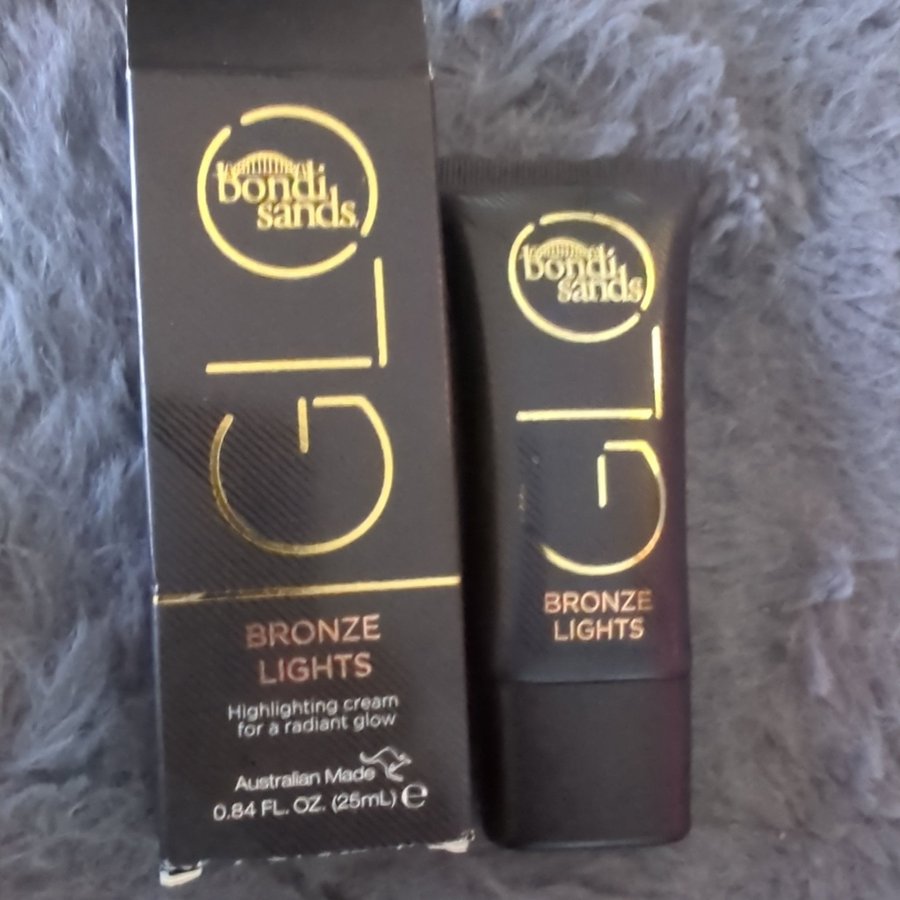 bondi
sands
GLO
BRONZE
LIGHTS
Highlighting cream
for a radiant glow
Australian Made
0.84 FL. OZ. (25mL) ℮
bondi
sands
GLO
BRONZE
LIGHTS